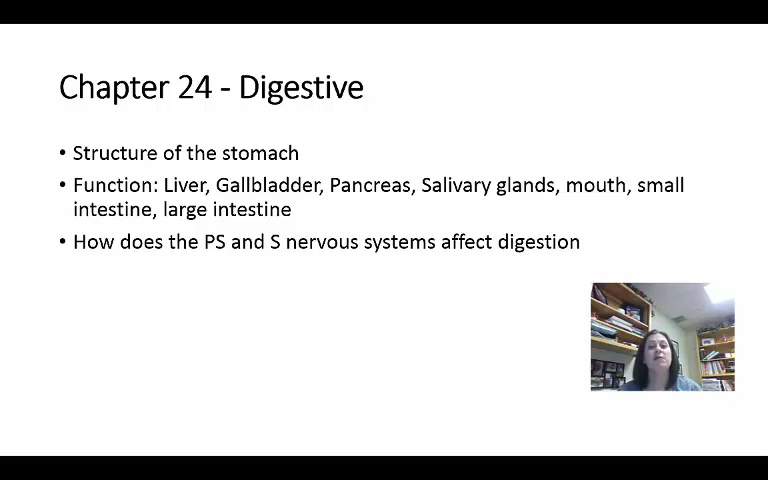 Chapter 24 - Digestive
• Structure of the stomach
• Function: Liver, Gallbladder, Pancreas, Salivary glands, mouth, small
intestine, large intestine
• How does the PS and S nervous systems affect digestion